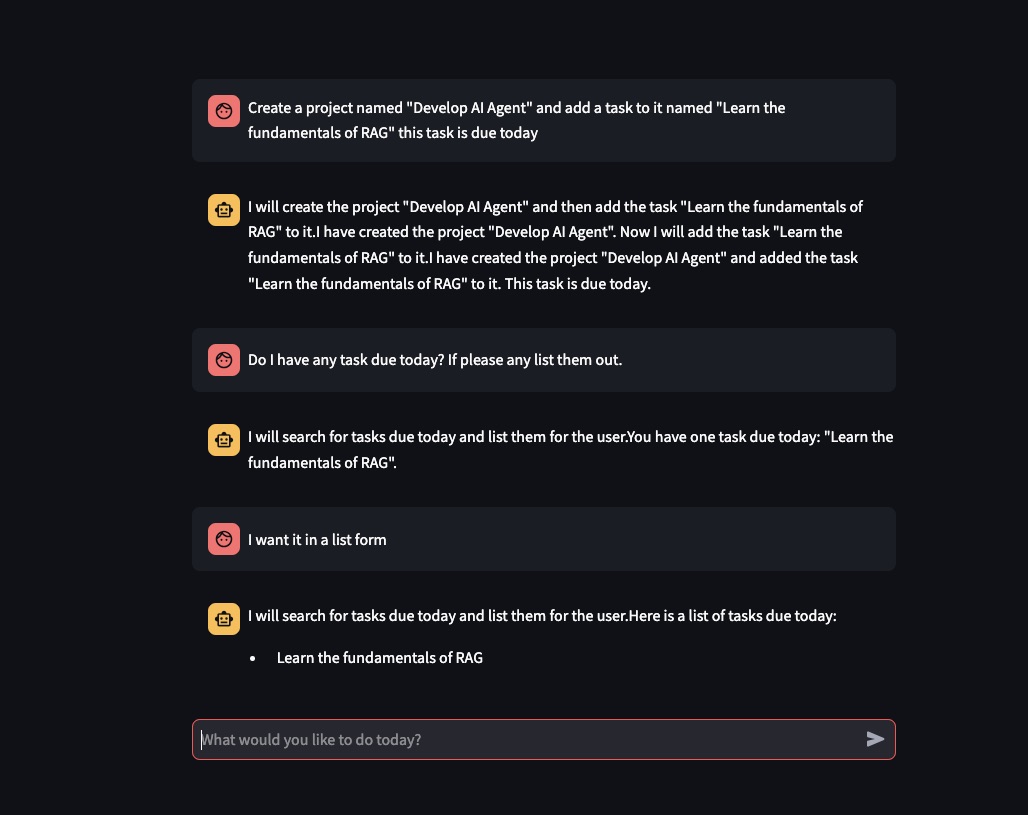 Create a project named "Develop AI Agent" and add a task to it named "Learn the
fundamentals of RAG" this task is due today
I will create the project "Develop AI Agent" and then add the task "Learn the fundamentals of
RAG" to it.I have created the project "Develop AI Agent". Now I will add the task "Learn the
fundamentals of RAG" to it.I have created the project "Develop AI Agent" and added the task
"Learn the fundamentals of RAG" to it. This task is due today.
Do I have any task due today? If please any list them out.
I will search for tasks due today and list them for the user.You have one task due today: "Learn the
fundamentals of RAG".
I want it in a list form
I will search for tasks due today and list them for the user.Here is a list of tasks due today:
• Learn the fundamentals of RAG
What would you like to do today?